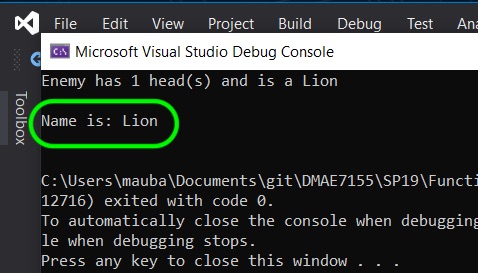 File Edit View Project Build Debug Test An
Microsoft Visual Studio Debug Console
Toolbox
Enemy has 1 head(s) and is a Lion
Name is: Lion
C:\Users\mauba\Documents\git\DMAE7155\SP19\Functi
12716) exited with code 0.
To automatically close the console when debugging
le when debugging stops.
Press any key to close this window . . .